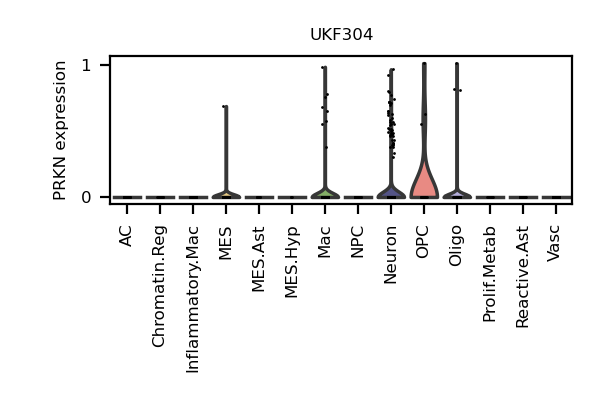 UKF304
PRKN expression
1
0
AC
Chromatin.Reg
Inflammatory.Mac
MES
MES.Ast
MES.Hyp
Mac
NPC
Neuron
OPC
Oligo
Prolif.Metab
Reactive.Ast
Vasc